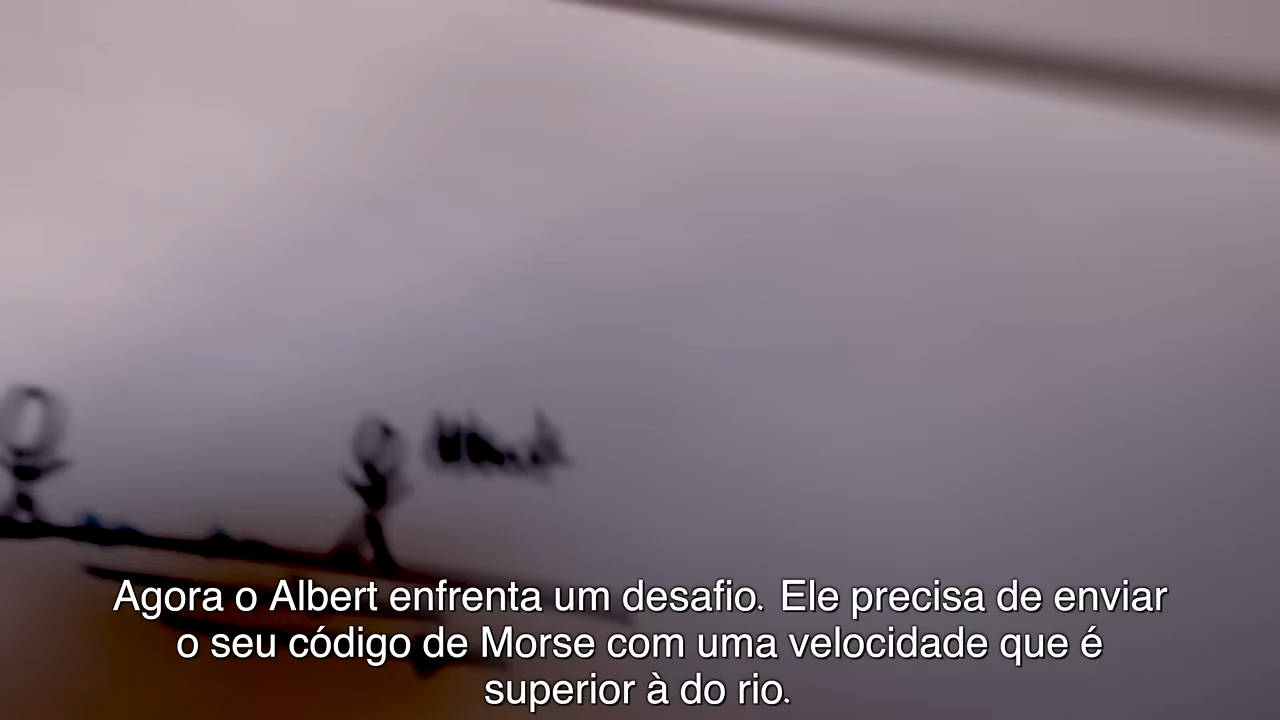 Agora o Albert enfrenta um desafio. Ele precisa de enviar
o seu código de Morse com uma velocidade que é
superior à do rio.